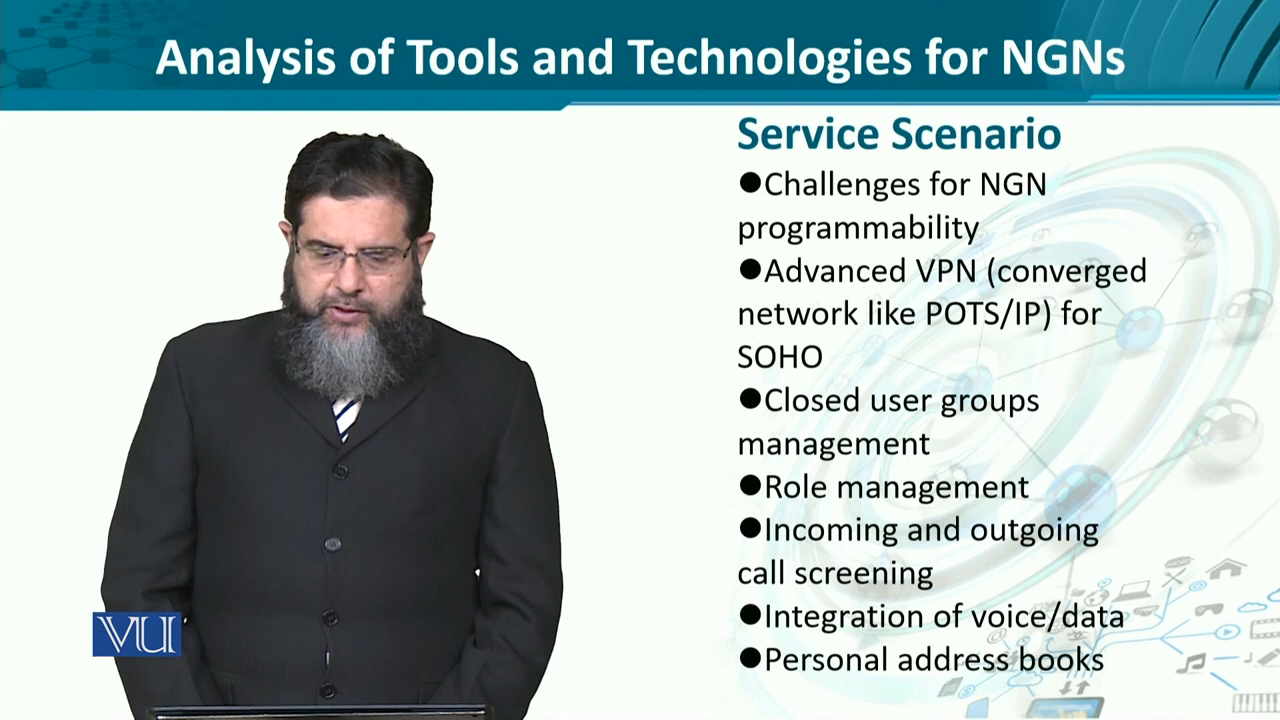 Analysis of Tools and Technologies for NGNs
Service Scenario
●Challenges for NGN
programmability
●Advanced VPN (converged
network like POTS/IP) for
SOHO
●Closed user groups
management
●Role management
●Incoming and outgoing
call screening
●Integration of voice/data
●Personal address books
VU